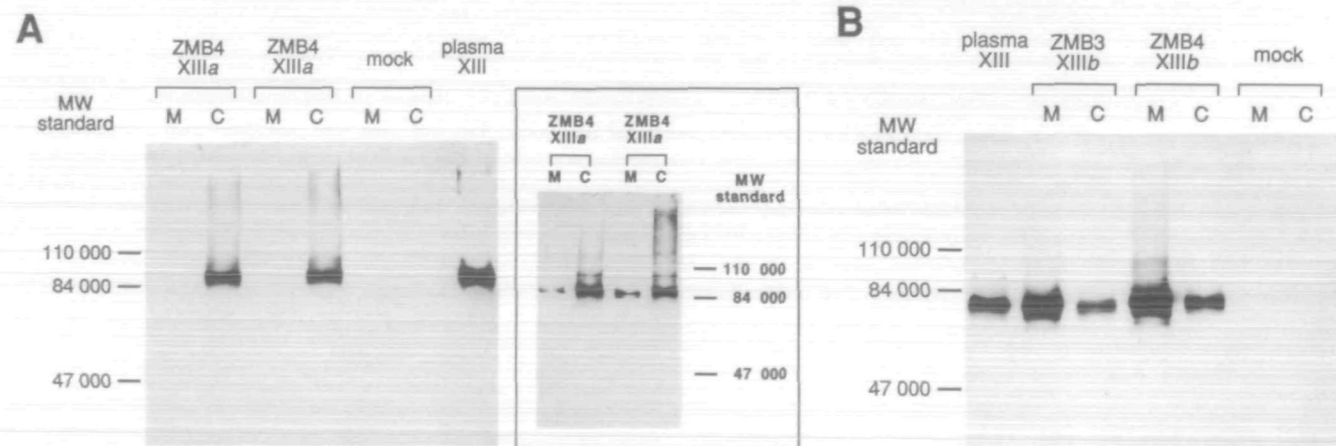 A
ZMB4 ZMB4 mock plasma
XIIIa XIIIa XIII
MW
standard
M C M C M C
110 000
84 000
47 000
ZMB4 ZMB4
XIIIa XIIIa
M C M C
MW
standard
110 000
84 000
47 000
B
plasma ZMB3 ZMB4 mock
XIII XIIIb XIIIb
MW
standard
M C M C M C
110 000
84 000
47 000